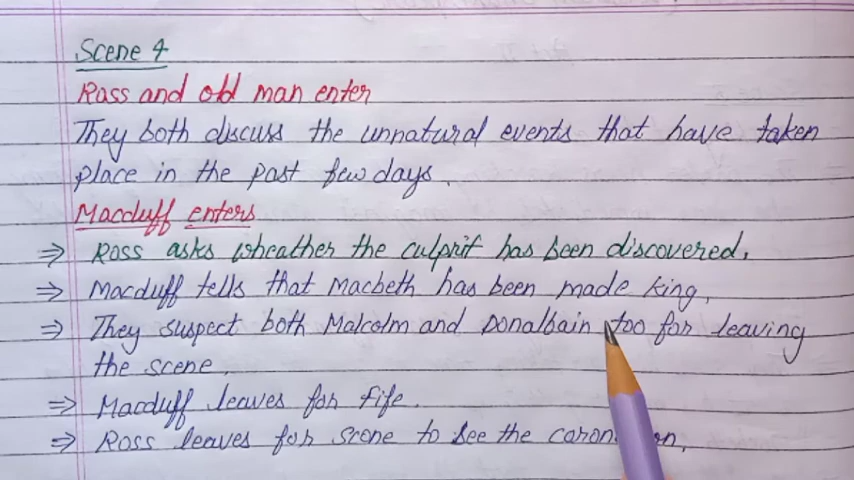 Scene 4
Ross and old man enter
They both discuss the unnatural events that have taken
place in the past few days.
Macduff enters
⇒ Ross asks wheather the culprit has been discovered.
⇒ Macduff tells that Macbeth has been made king.
⇒ They suspect both Malcolm and Donalbain too for leaving
the scene.
⇒ Macduff leaves for fife.
⇒ Ross leaves for scone to see the